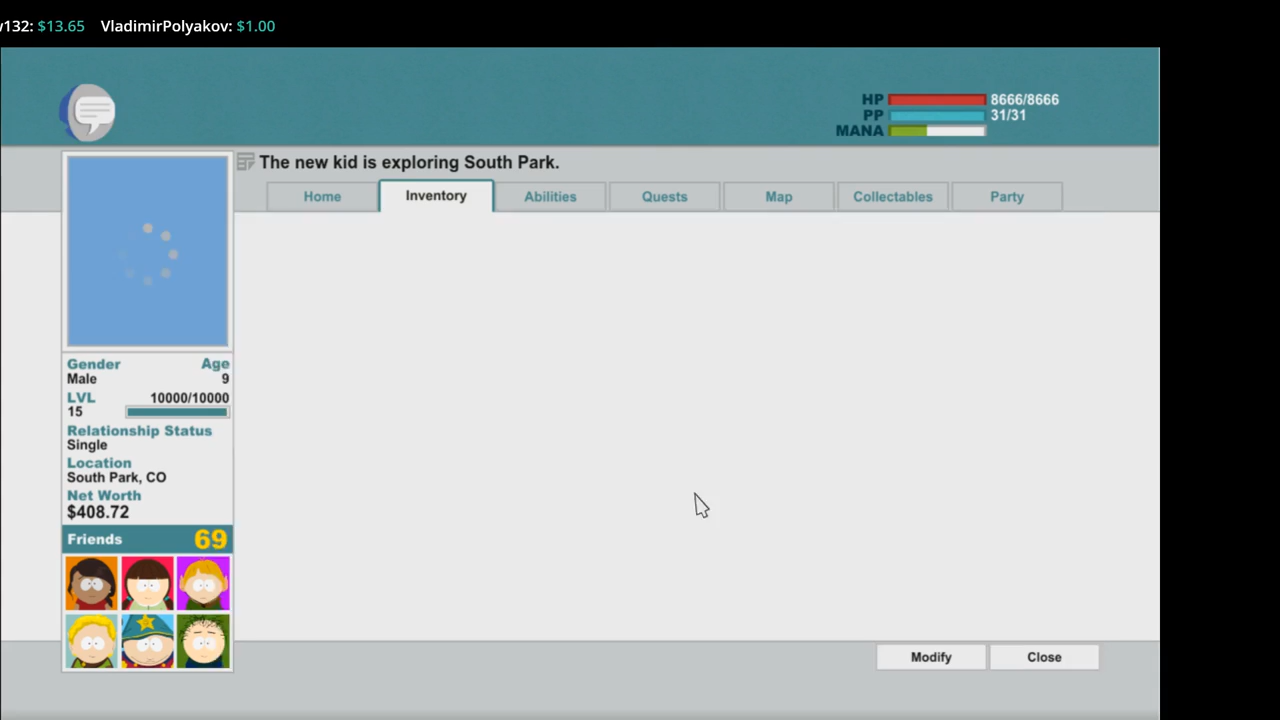 w132: $13.65 VladimirPolyakov: $1.00
HP 8666/8666
PP 31/31
MANA
The new kid is exploring South Park.
Home Inventory Abilities Quests Map Collectables Party
Gender Age
Male 9
LVL 10000/10000
15
Relationship Status
Single
Location
South Park, CO
Net Worth
$408.72
Friends 69
Modify Close